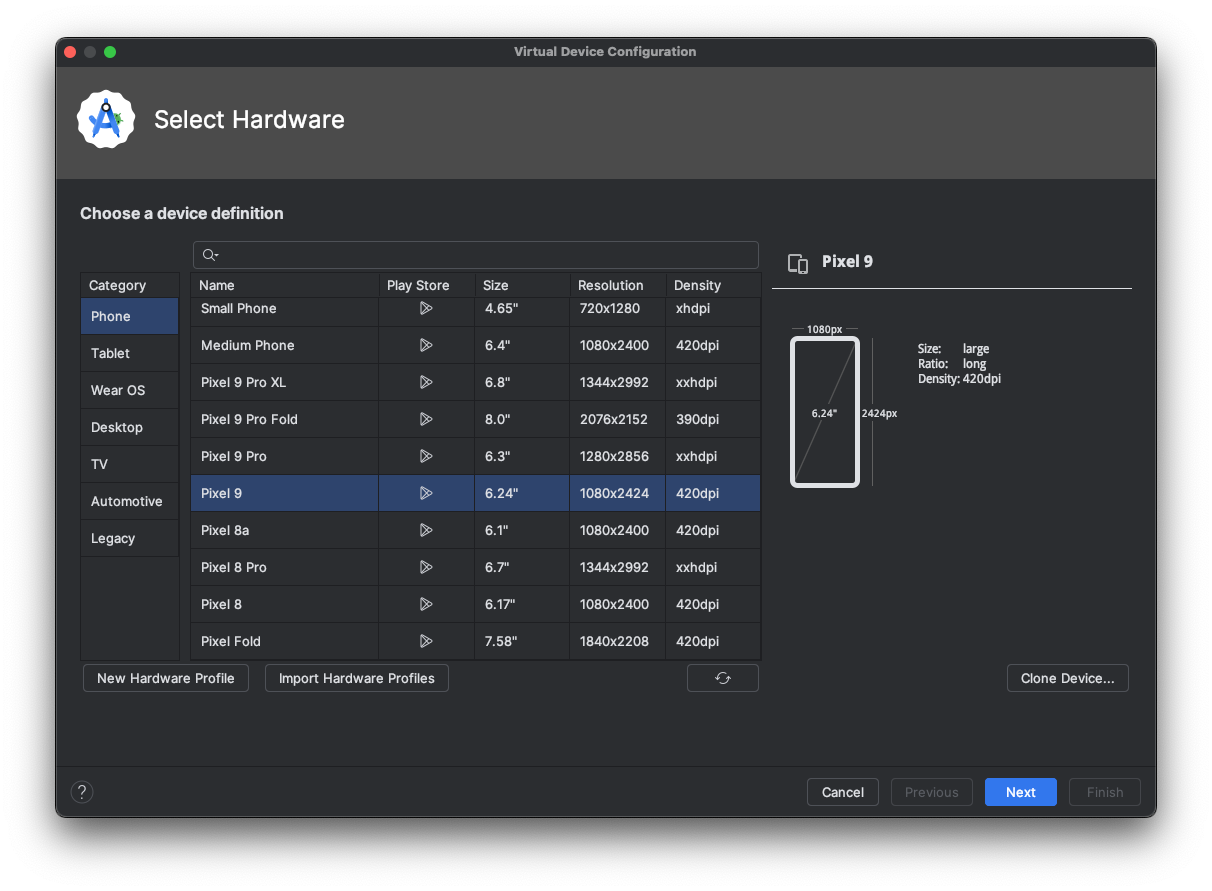 Virtual Device Configuration
Select Hardware
Choose a device definition
Category
Phone
Tablet
Wear OS
Desktop
TV
Automotive
Legacy
Name Play Store Size Resolution Density
Small Phone 4.65" 720x1280 xhdpi
Medium Phone 6.4" 1080x2400 420dpi
Pixel 9 Pro XL 6.8" 1344x2992 xxhdpi
Pixel 9 Pro Fold 8.0" 2076x2152 390dpi
Pixel 9 Pro 6.3" 1280x2856 xxhdpi
Pixel 9 6.24" 1080x2424 420dpi
Pixel 8a 6.1" 1080x2400 420dpi
Pixel 8 Pro 6.7" 1344x2992 xxhdpi
Pixel 8 6.17" 1080x2400 420dpi
Pixel Fold 7.58" 1840x2208 420dpi
New Hardware Profile
Import Hardware Profiles
Pixel 9
1080px
6.24"
2424px
Size: large
Ratio: long
Density: 420dpi
Clone Device...
?
Cancel
Previous
Next
Finish